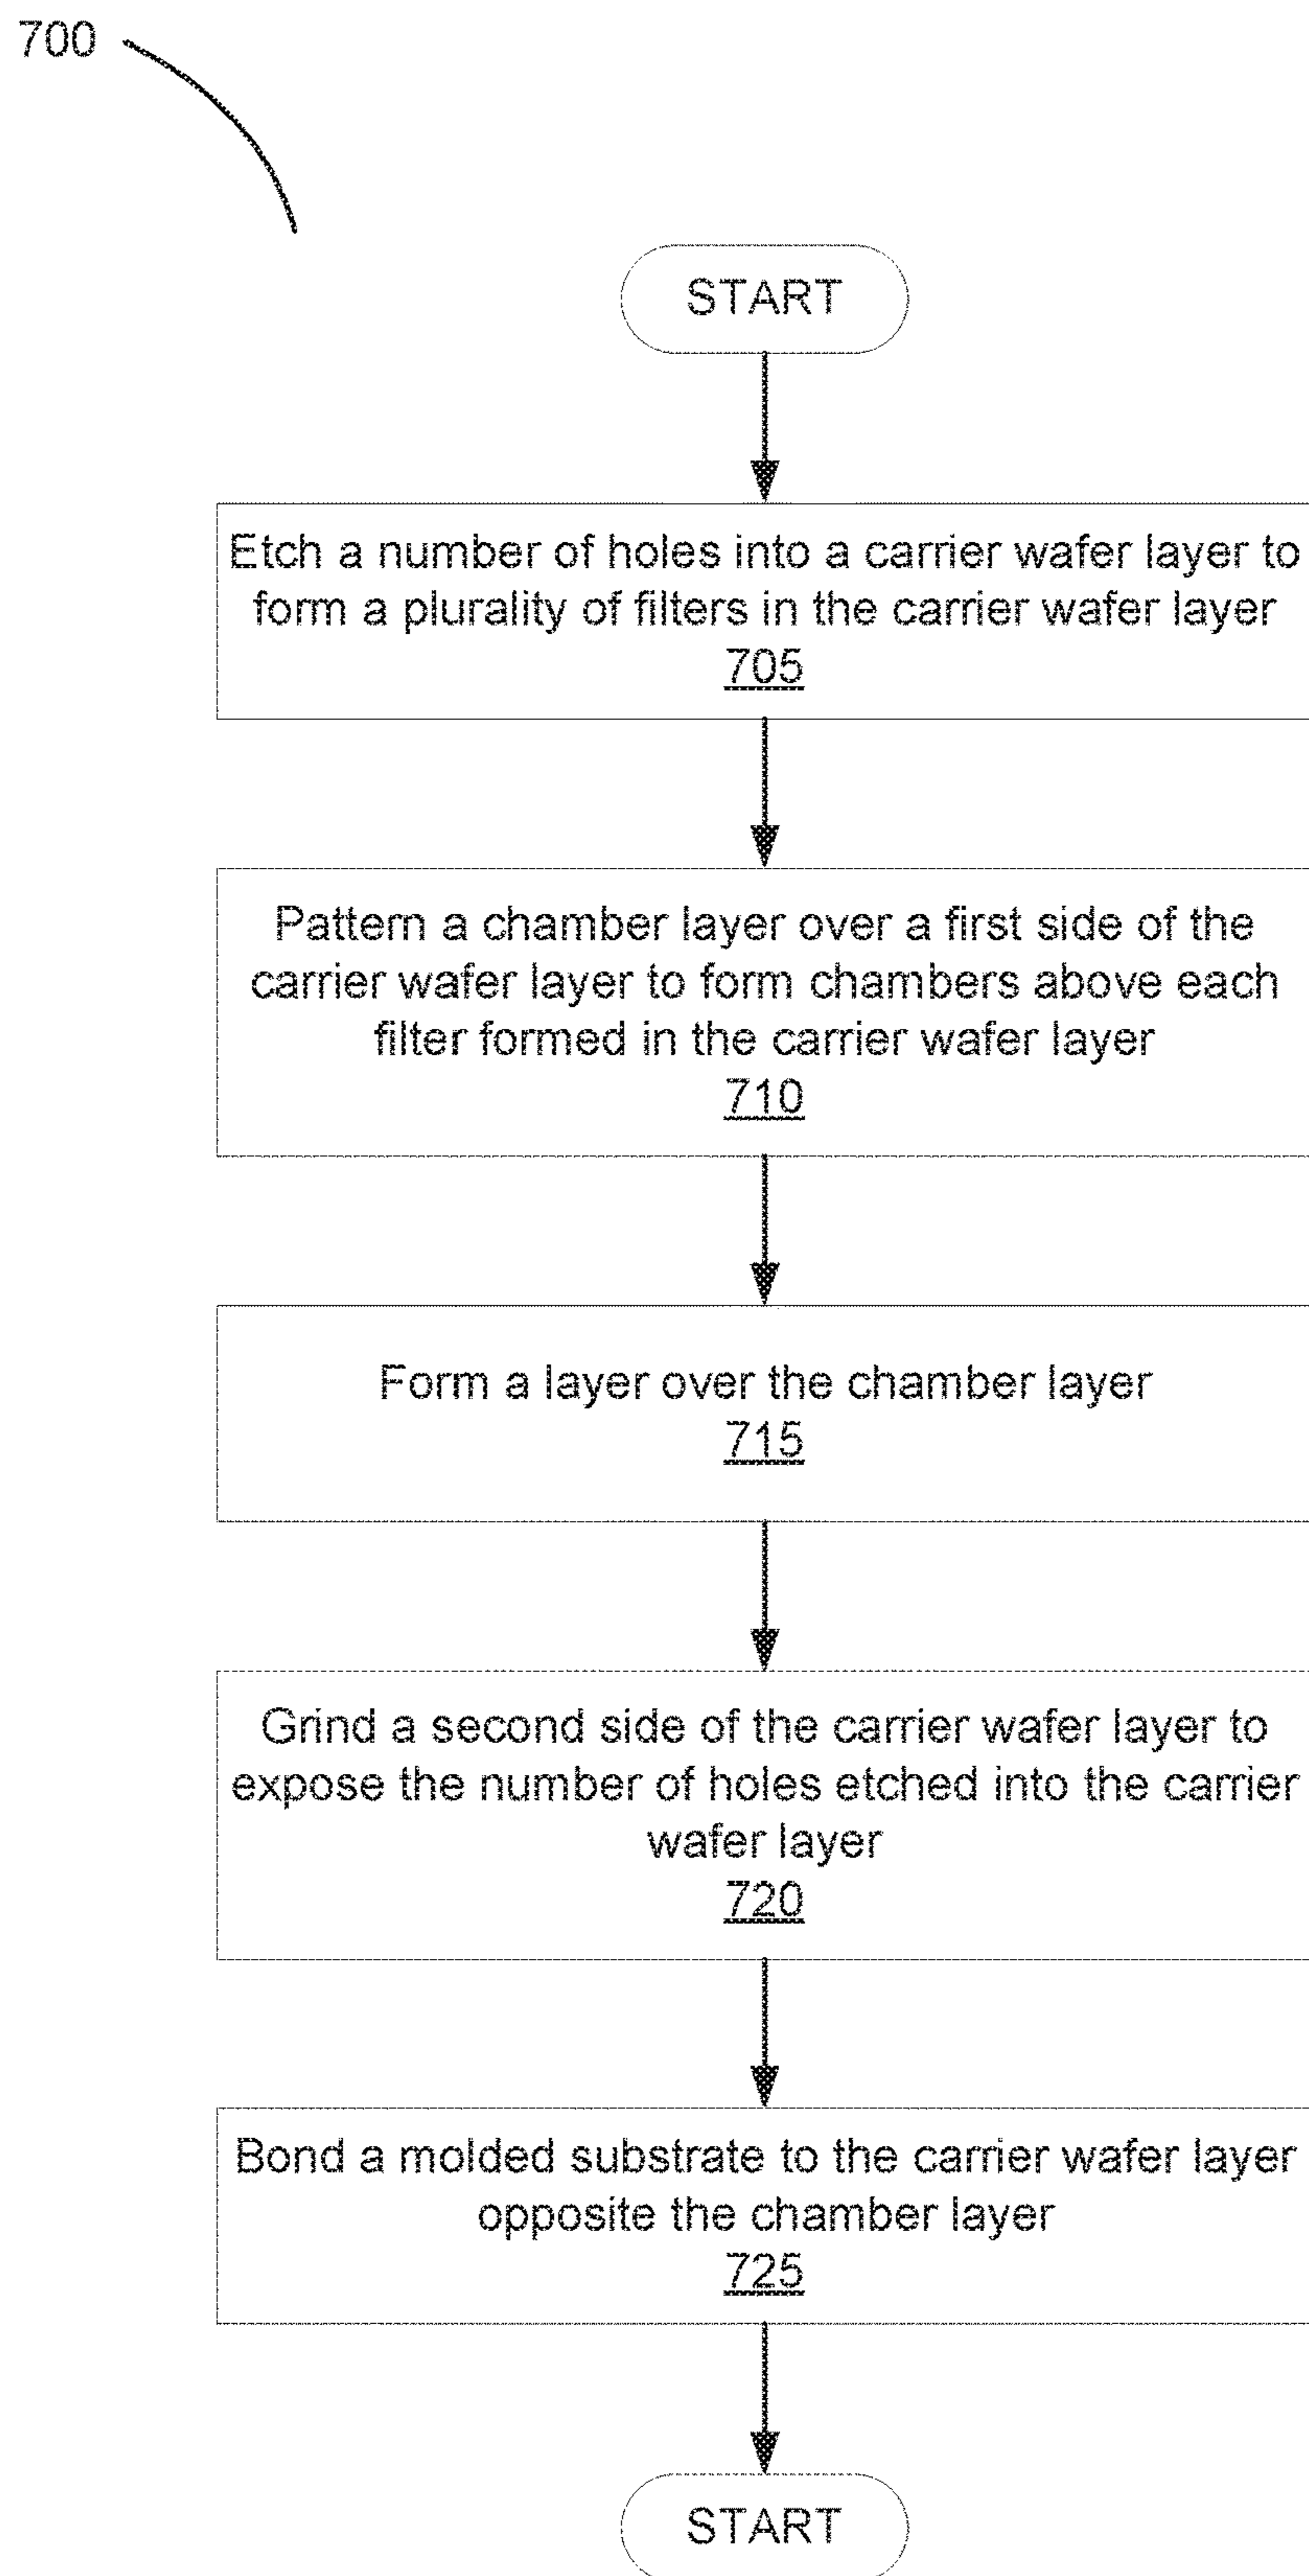 700
START
Etch a number of holes into a carrier wafer layer to
form a plurality of filters in the carrier wafer layer
705
Pattern a chamber layer over a first side of the
carrier wafer layer to form chambers above each
filter formed in the carrier wafer layer
710
Form a layer over the chamber layer
715
Grind a second side of the carrier wafer layer to
expose the number of holes etched into the carrier
wafer layer
720
Bond a molded substrate to the carrier wafer layer
opposite the chamber layer
725
START